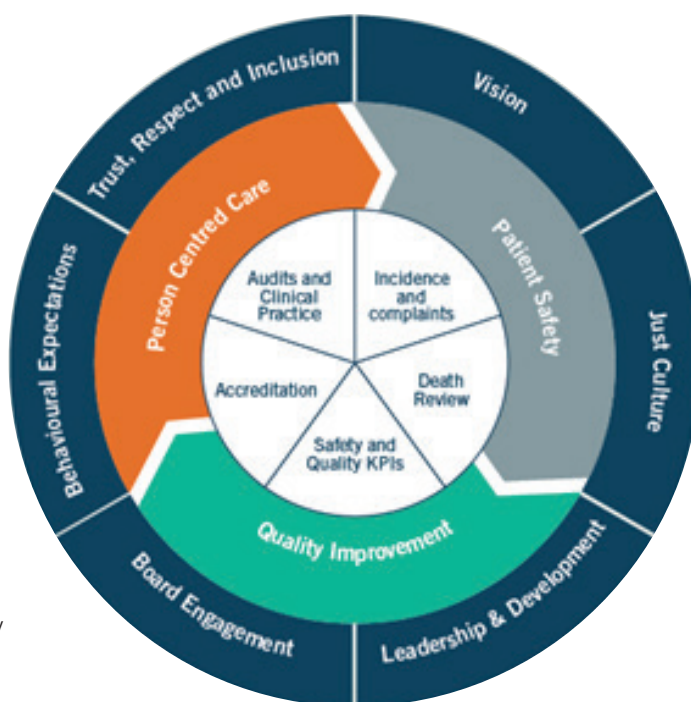 Trust, Respect and Inclusion
Vision
Just Culture
Leadership & Development
Board Engagement
Behavioural Expectations
Person Centred Care
Patient Safety
Quality Improvement
Audits and
Clinical
Practice
Incidence
and
complaints
Death
Review
Safety and
Quality KPIs
Accreditation